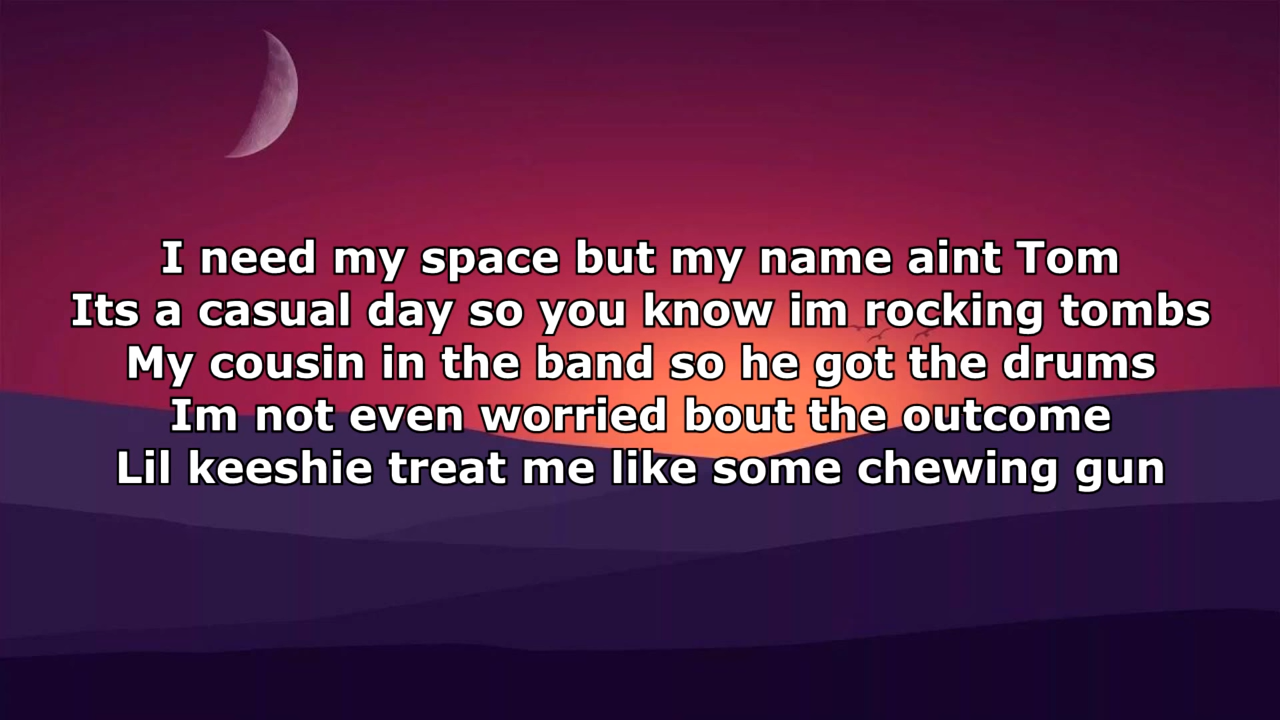 I need my space but my name aint Tom
Its a casual day so you know im rocking tombs
My cousin in the band so he got the drums
Im not even worried bout the outcome
Lil keeshie treat me like some chewing gun